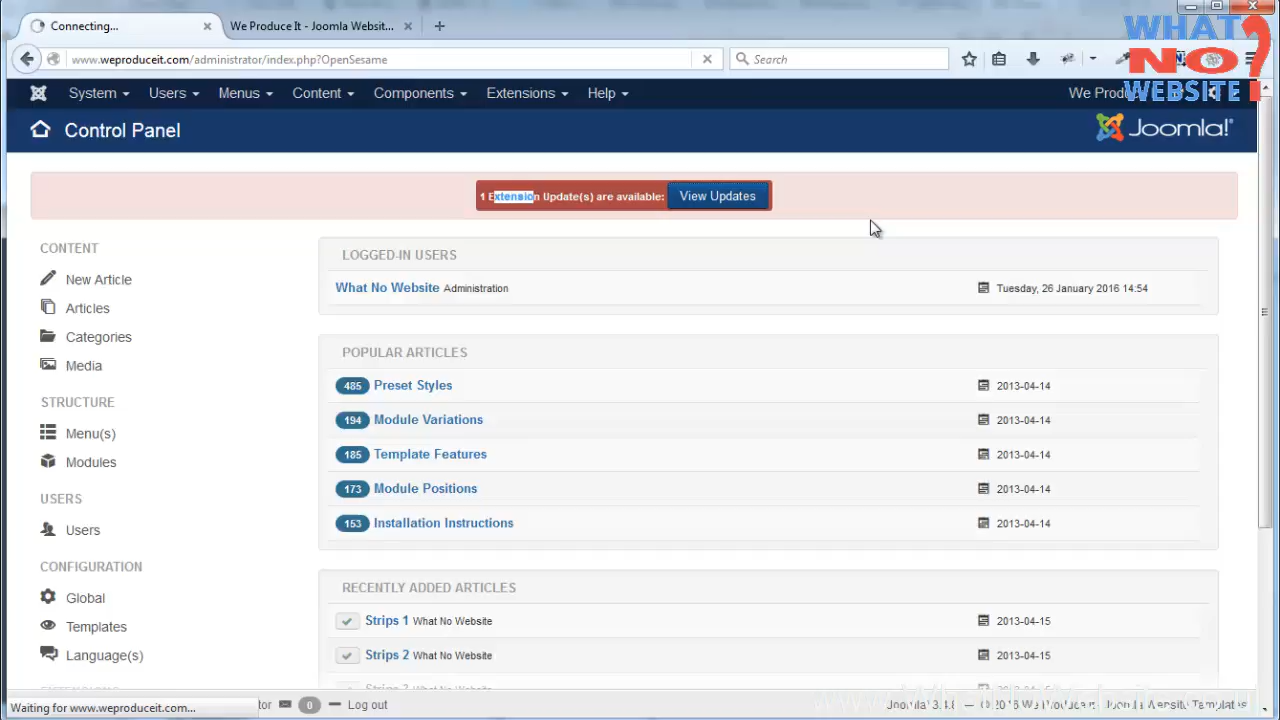 Connecting...
We Produce It - Joomla Websit...
www.weproduceit.com/administrator/index.php?OpenSesame
Search
WHAT
NO
WEBSITE
System Users Menus Content Components Extensions Help
We Produ
Control Panel
Joomla!
1 Extension Update(s) are available: View Updates
CONTENT
New Article
Articles
Categories
Media
STRUCTURE
Menu(s)
Modules
USERS
Users
CONFIGURATION
Global
Templates
Language(s)
LOGGED-IN USERS
What No Website Administration Tuesday, 26 January 2016 14:54
POPULAR ARTICLES
485 Preset Styles 2013-04-14
194 Module Variations 2013-04-14
185 Template Features 2013-04-14
173 Module Positions 2013-04-14
153 Installation Instructions 2013-04-14
RECENTLY ADDED ARTICLES
Strips 1 What No Website 2013-04-15
Strips 2 What No Website 2013-04-15
Waiting for www.weproduceit.com...
tor 0 Log out